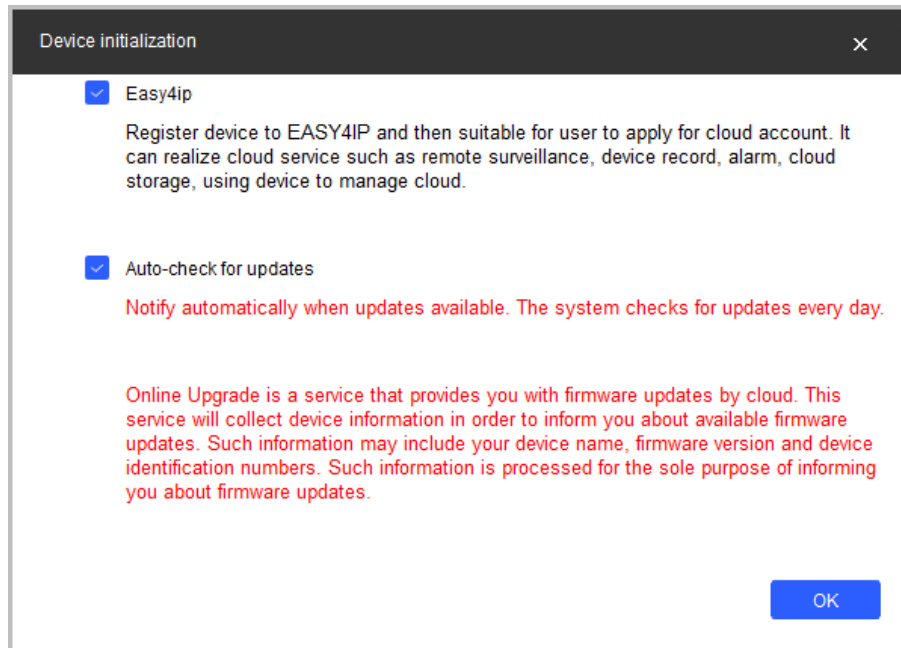 Device initialization
Easy4ip
Register device to EASY4IP and then suitable for user to apply for cloud account. It
can realize cloud service such as remote surveillance, device record, alarm, cloud
storage, using device to manage cloud.
Auto-check for updates
Notify automatically when updates available. The system checks for updates every day.
Online Upgrade is a service that provides you with firmware updates by cloud. This
service will collect device information in order to inform you about available firmware
updates. Such information may include your device name, firmware version and device
identification numbers. Such information is processed for the sole purpose of informing
you about firmware updates.
OK